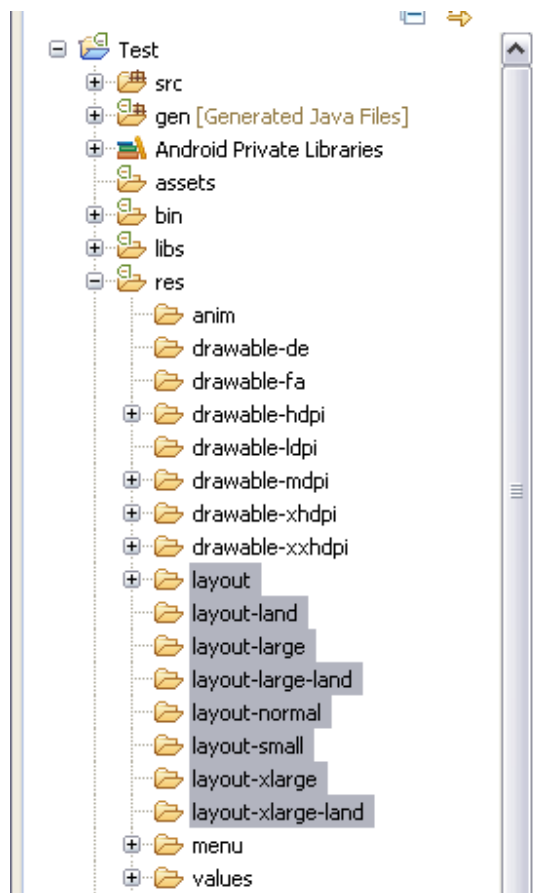 Test
src
gen [Generated Java Files]
Android Private Libraries
assets
bin
libs
res
anim
drawable-de
drawable-fa
drawable-hdpi
drawable-ldpi
drawable-mdpi
drawable-xhdpi
drawable-xxhdpi
layout
layout-land
layout-large
layout-large-land
layout-normal
layout-small
layout-xlarge
layout-xlarge-land
menu
values